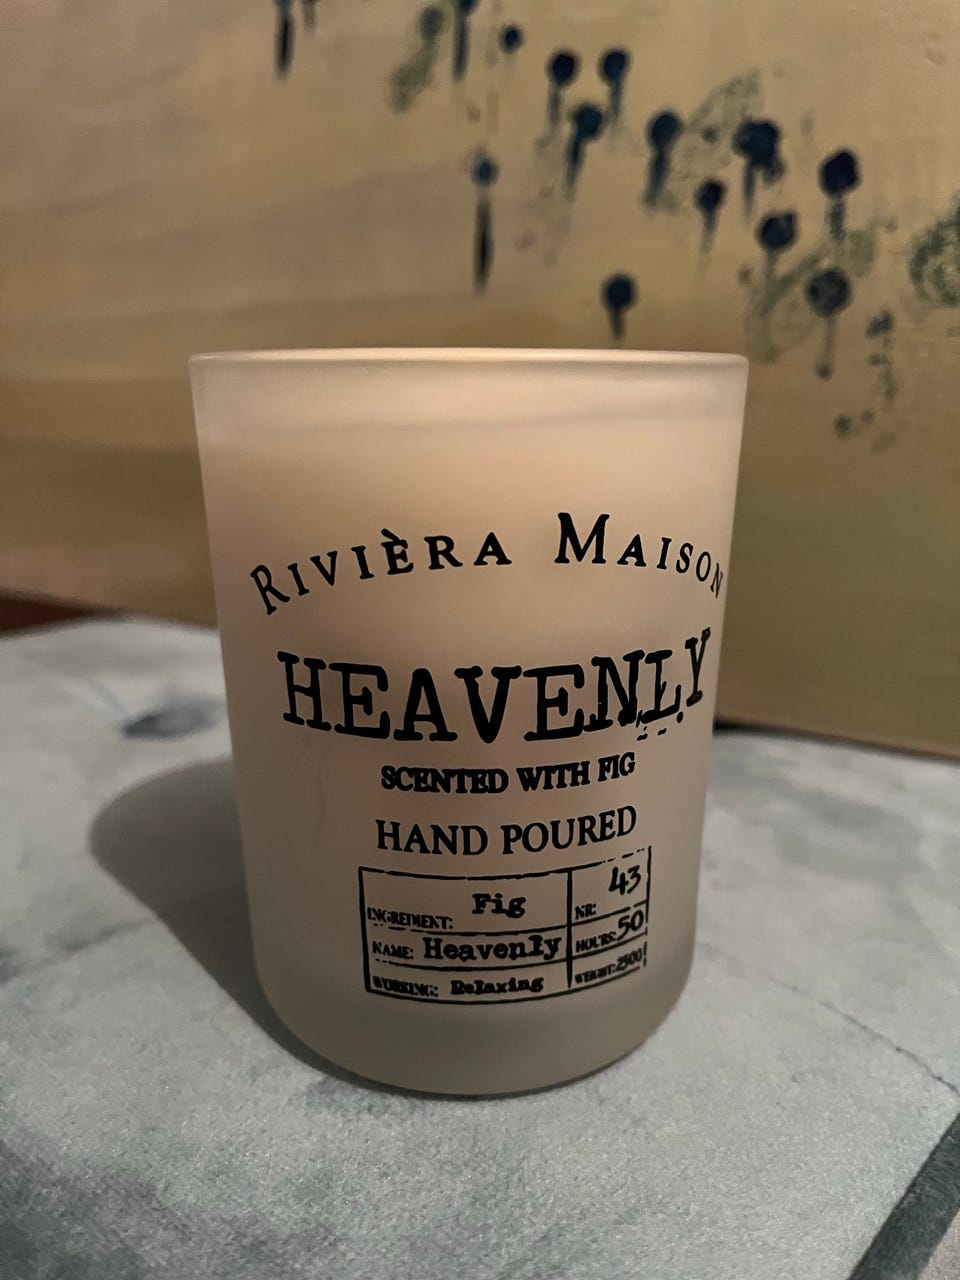 RIVIÈRA MAISON
HEAVENLY
SCENTED WITH FIG
HAND POURED
INGREDIENT: Fig NR: 43
NAME: Heavenly HOURS: 50
WORKING: Relaxing WEIGHT: